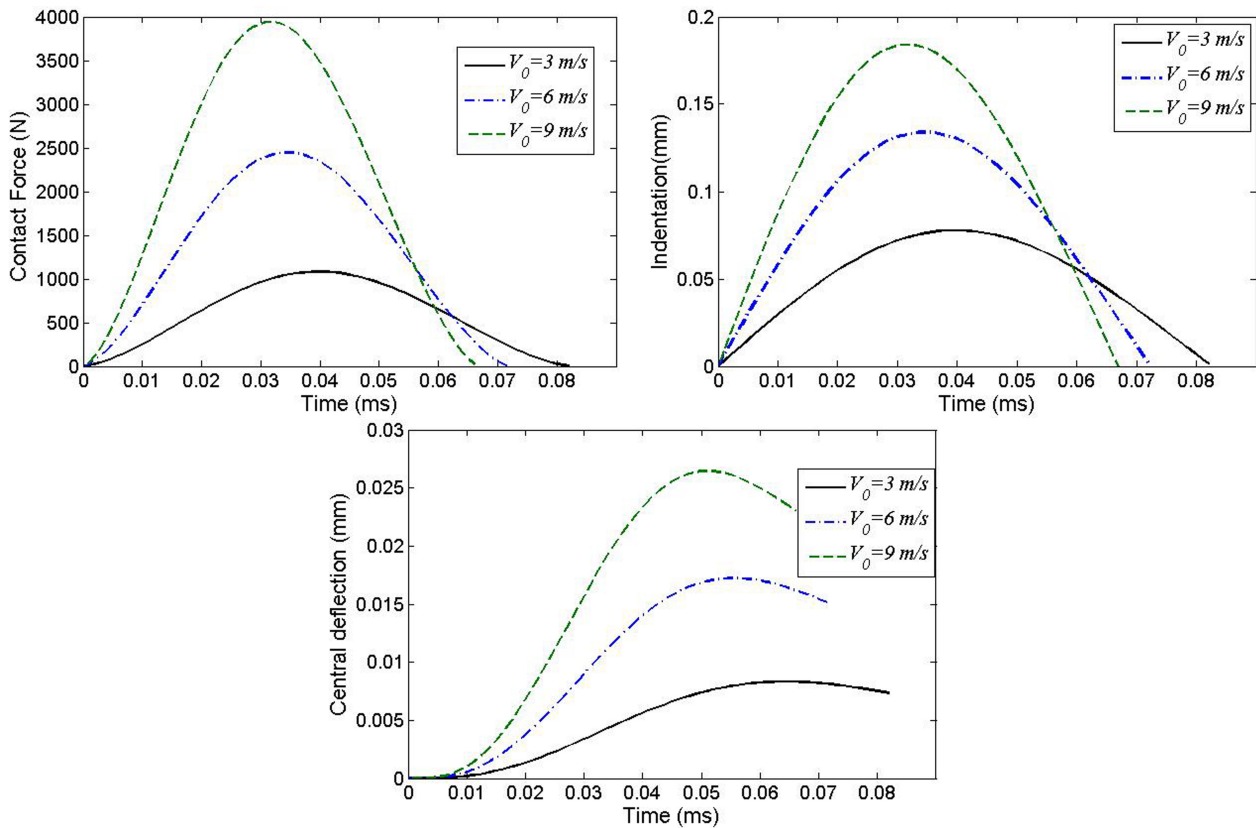 Contact Force (N)
4000
3500
3000
2500
2000
1500
1000
500
0
0 0.01 0.02 0.03 0.04 0.05 0.06 0.07 0.08
Time (ms)
V0=3 m/s
V0=6 m/s
V0=9 m/s
Indentation(mm)
0.2
0.15
0.1
0.05
0
0 0.01 0.02 0.03 0.04 0.05 0.06 0.07 0.08
Time (ms)
V0=3 m/s
V0=6 m/s
V0=9 m/s
Central deflection (mm)
0.03
0.025
0.02
0.015
0.01
0.005
0
0 0.01 0.02 0.03 0.04 0.05 0.06 0.07 0.08
Time (ms)
V0=3 m/s
V0=6 m/s
V0=9 m/s